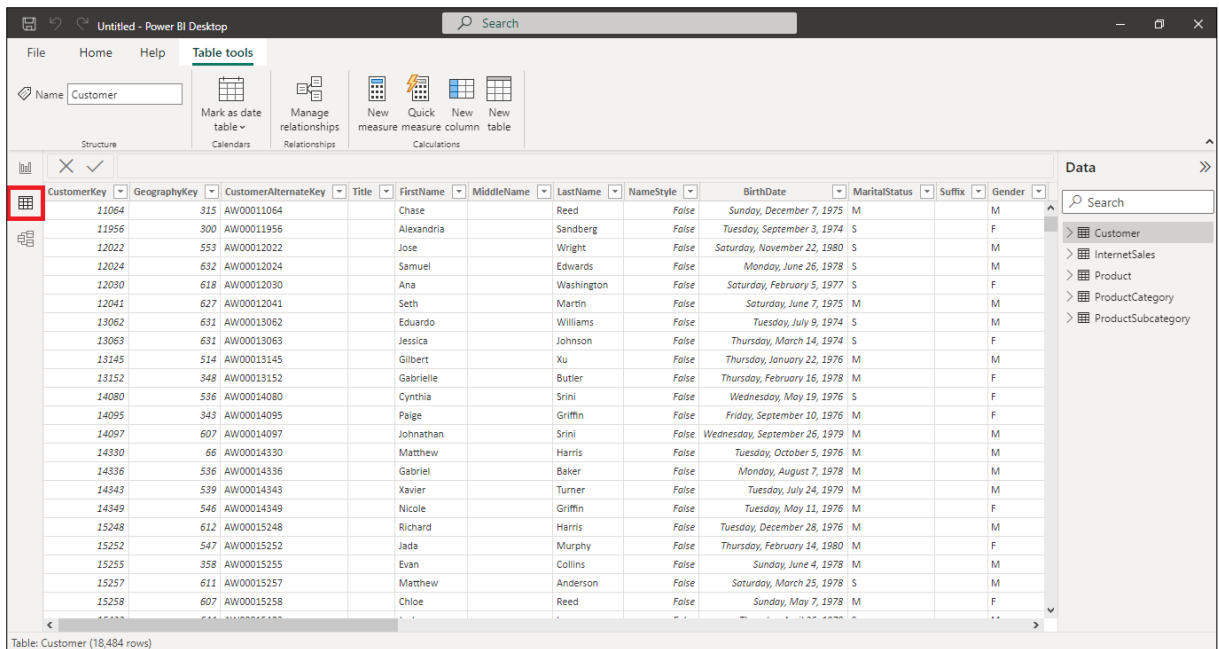 Untitled - Power BI Desktop
Search
File Home Help Table tools
Name Customer
Mark as date table
Manage relationships
New measure
Quick measure
New column
New table
Structure Calendars Relationships Calculations
Data
Search
Customer
InternetSales
Product
ProductCategory
ProductSubcategory
CustomerKey GeographyKey CustomerAlternateKey Title FirstName MiddleName LastName NameStyle BirthDate MaritalStatus Suffix Gender
11064 315 AW00011064 Chase Reed False Sunday, December 7, 1975 M M
11956 300 AW00011956 Alexandria Sandberg False Tuesday, September 3, 1974 S F
12022 553 AW00012022 Jose Wright False Saturday, November 22, 1980 S M
12024 632 AW00012024 Samuel Edwards False Monday, June 26, 1978 S M
12030 618 AW00012030 Ana Washington False Saturday, February 5, 1977 S F
12041 627 AW00012041 Seth Martin False Saturday, June 7, 1975 M M
13062 631 AW00013062 Eduardo Williams False Tuesday, July 9, 1974 S M
13063 631 AW00013063 Jessica Johnson False Thursday, March 14, 1974 S F
13145 514 AW00013145 Gilbert Xu False Thursday, January 22, 1976 M M
13152 348 AW00013152 Gabrielle Butler False Thursday, February 16, 1978 M F
14080 536 AW00014080 Cynthia Srini False Wednesday, May 19, 1976 S F
14095 343 AW00014095 Paige Griffin False Friday, September 10, 1976 M F
14097 607 AW00014097 Johnathan Srini False Wednesday, September 26, 1979 M M
14330 66 AW00014330 Matthew Harris False Tuesday, October 5, 1976 M M
14336 536 AW00014336 Gabriel Baker False Monday, August 7, 1978 M M
14343 539 AW00014343 Xavier Turner False Tuesday, July 24, 1979 M M
14349 546 AW00014349 Nicole Griffin False Tuesday, May 11, 1976 M F
15248 612 AW00015248 Richard Harris False Tuesday, December 28, 1976 M M
15252 547 AW00015252 Jada Murphy False Thursday, February 14, 1980 M F
15255 358 AW00015255 Evan Collins False Sunday, June 4, 1978 M M
15257 611 AW00015257 Matthew Anderson False Saturday, March 25, 1978 S M
15258 607 AW00015258 Chloe Reed False Sunday, May 7, 1978 M F
Table: Customer (18,484 rows)